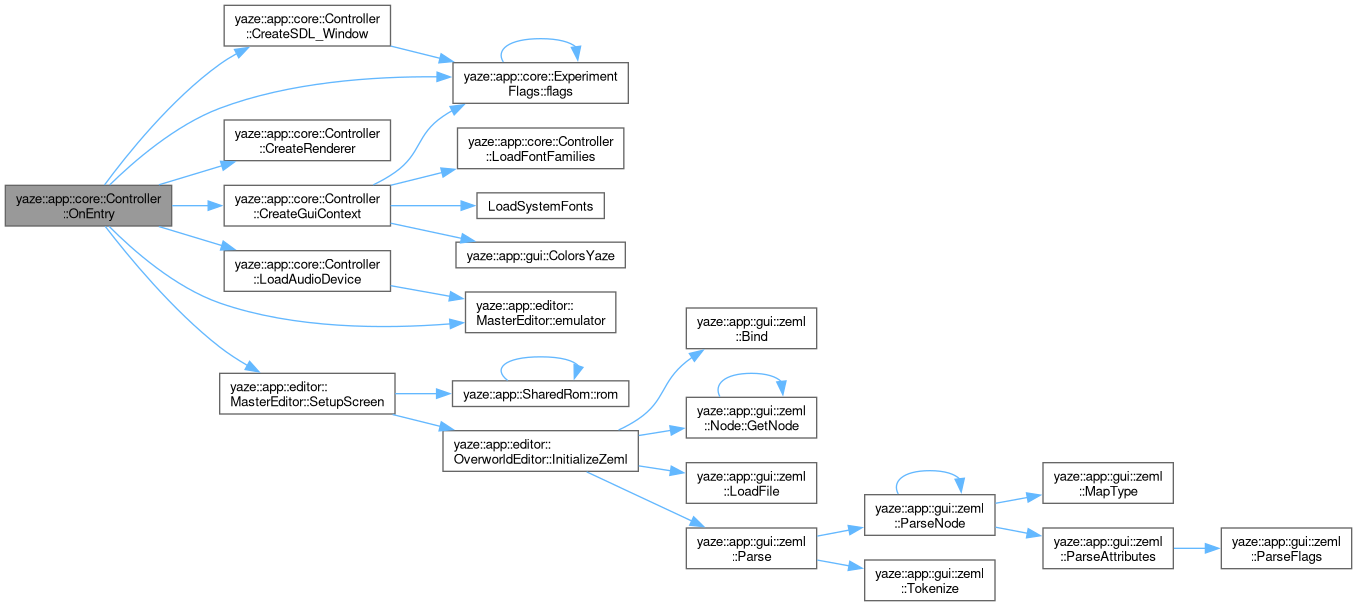 yaze::app::core::Controller
::OnEntry
yaze::app::core::Controller
::CreateSDL_Window
yaze::app::core::Experiment
Flags::flags
yaze::app::core::Controller
::CreateRenderer
yaze::app::core::Controller
::CreateGuiContext
yaze::app::core::Controller
::LoadFontFamilies
LoadSystemFonts
yaze::app::gui::ColorsYaze
yaze::app::core::Controller
::LoadAudioDevice
yaze::app::editor::
MasterEditor::emulator
yaze::app::editor::
MasterEditor::SetupScreen
yaze::app::SharedRom::rom
yaze::app::editor::
OverworldEditor::InitializeZeml
yaze::app::gui::zeml
::Bind
yaze::app::gui::zeml
::Node::GetNode
yaze::app::gui::zeml
::LoadFile
yaze::app::gui::zeml
::Parse
yaze::app::gui::zeml
::ParseNode
yaze::app::gui::zeml
::MapType
yaze::app::gui::zeml
::ParseAttributes
yaze::app::gui::zeml
::ParseFlags
yaze::app::gui::zeml
::Tokenize